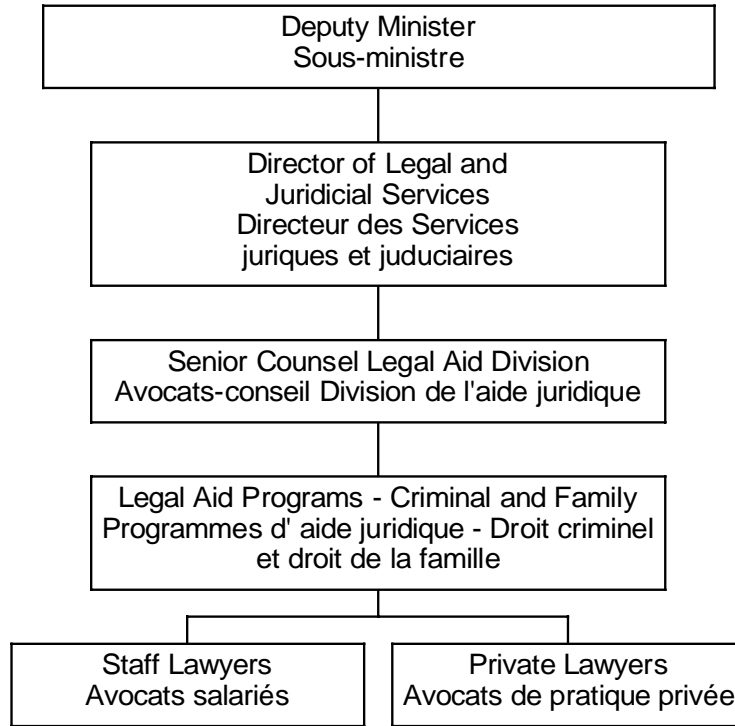 Deputy Minister
Sous-ministre
Director of Legal and
Juridicial Services
Directeur des Services
juriques et juduciaires
Senior Counsel Legal Aid Division
Avocats-conseil Division de l'aide juridique
Legal Aid Programs - Criminal and Family
Programmes d' aide juridique - Droit criminel
et droit de la famille
Staff Lawyers
Avocats salariés
Private Lawyers
Avocats de pratique privée